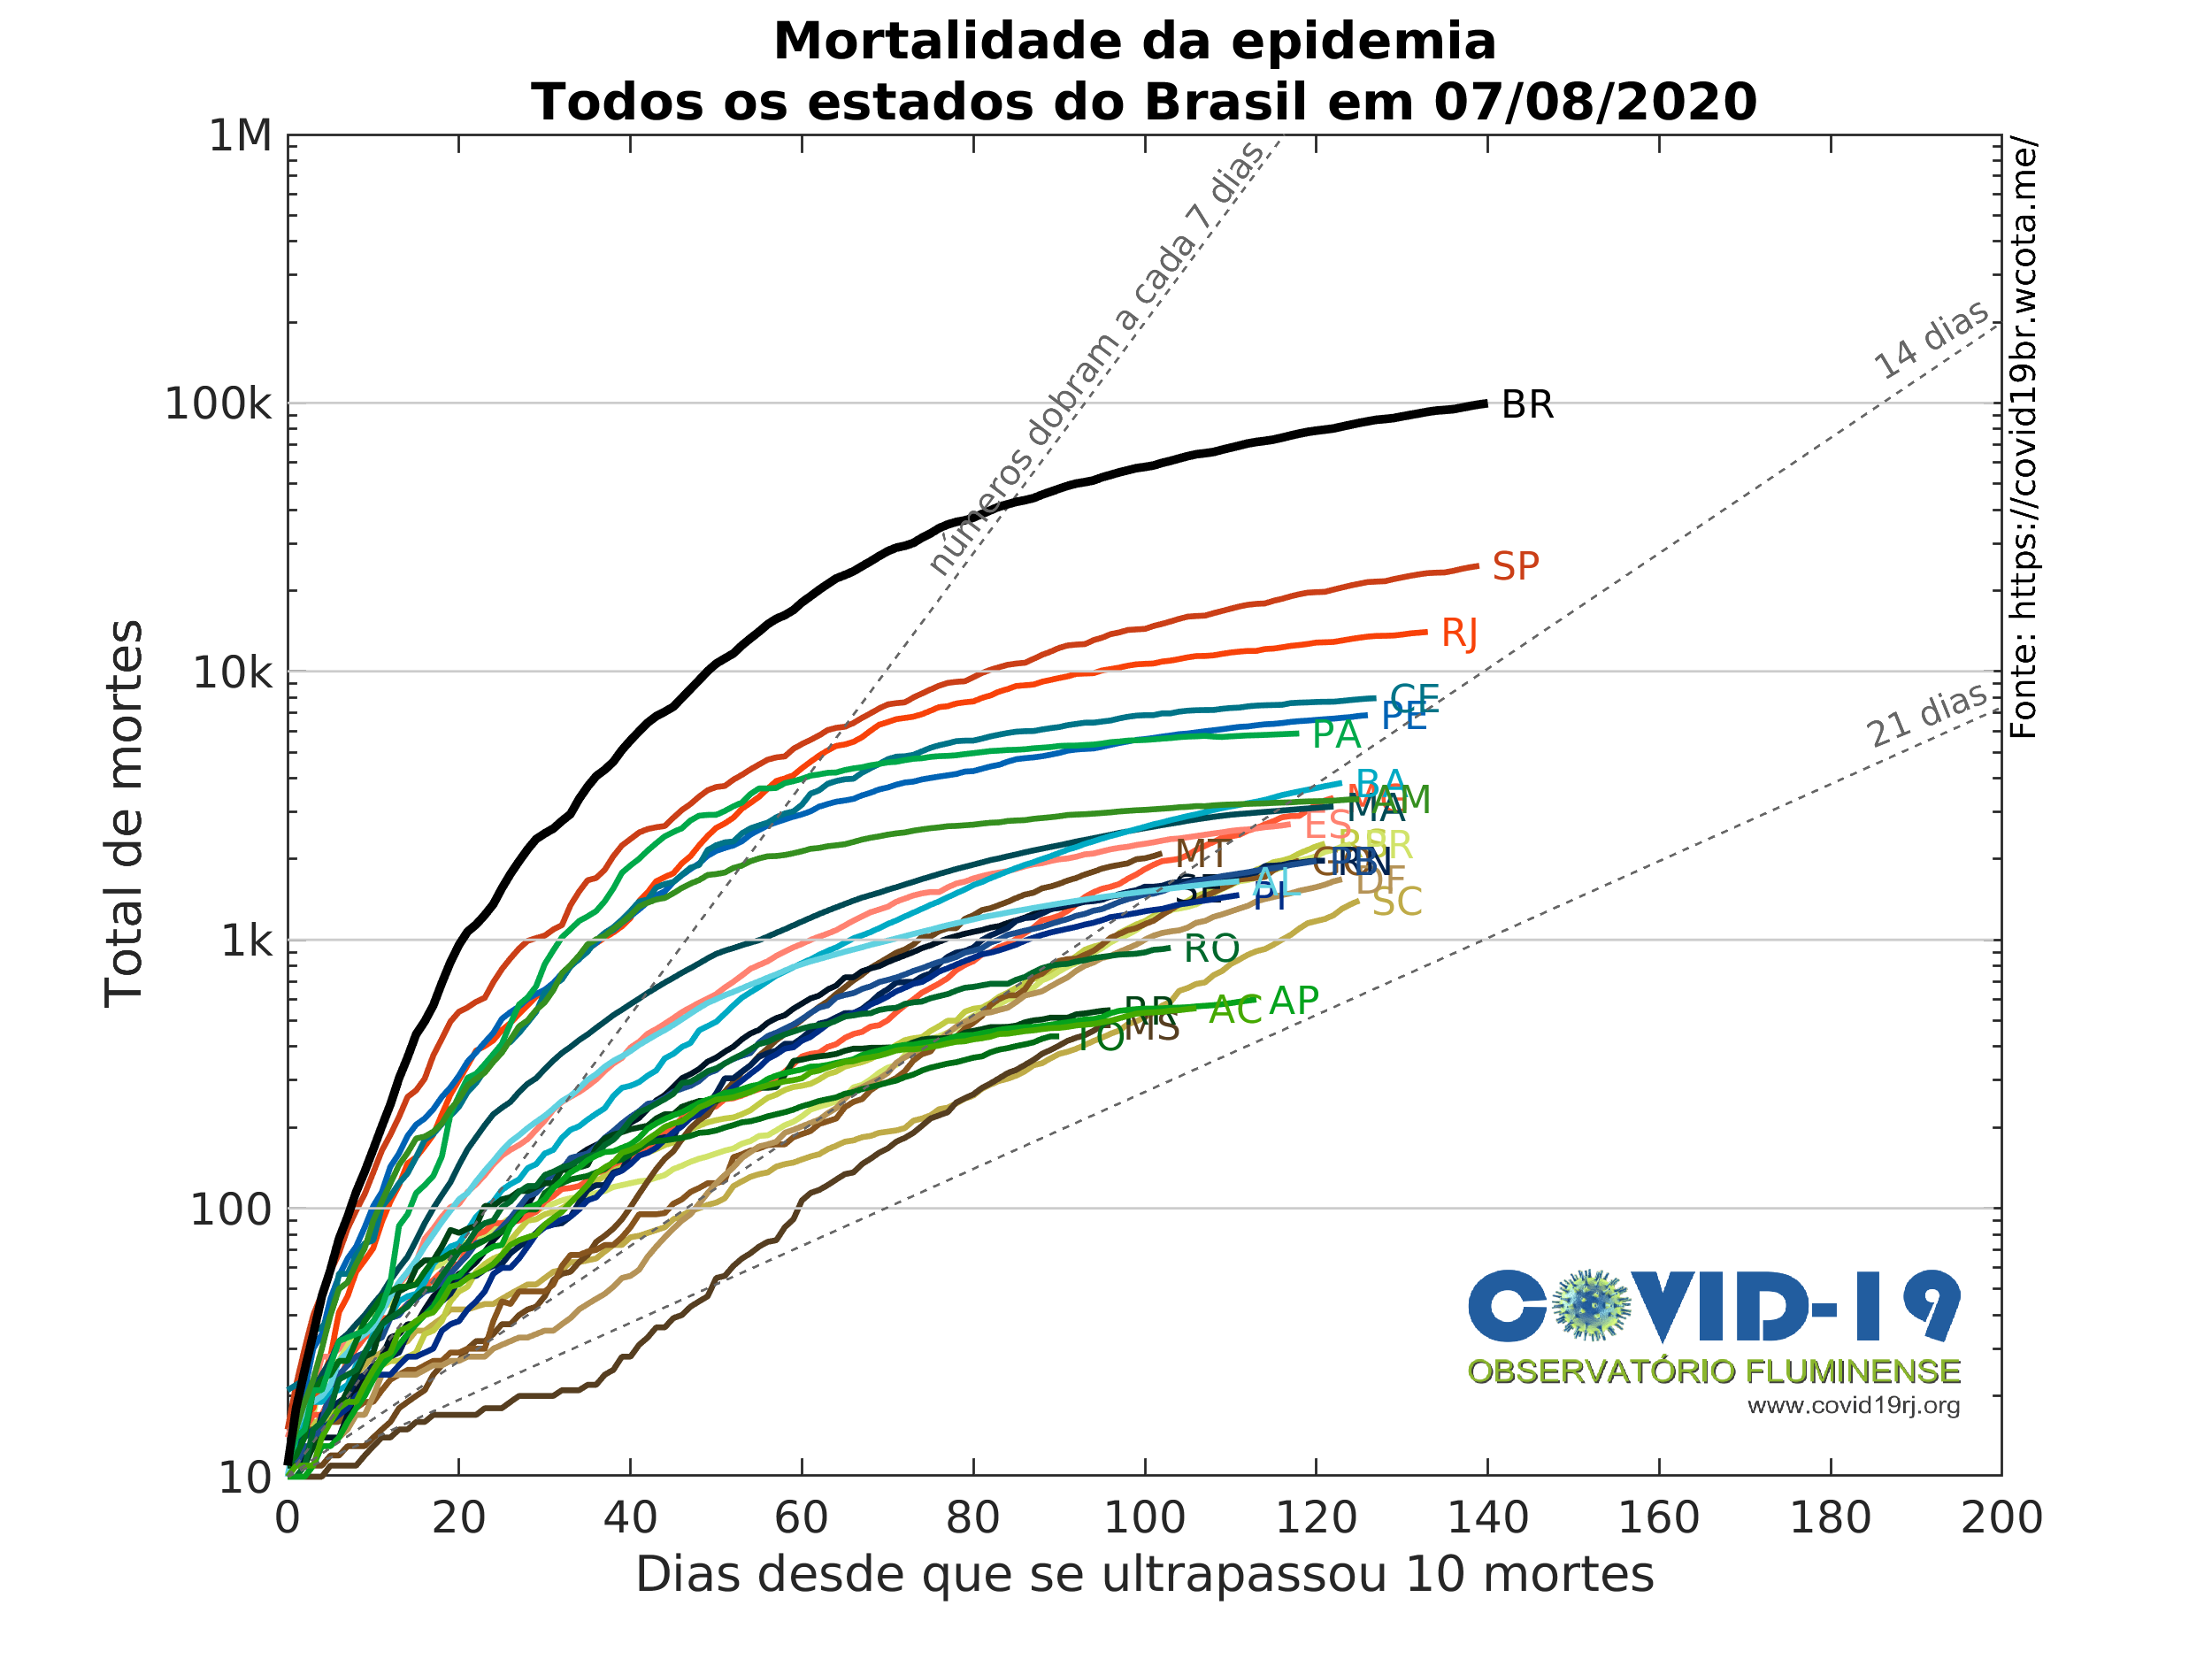 Mortalidade da epidemia
Todos os estados do Brasil em 07/08/2020
1M
100k
10k
1k
100
10
Total de mortes
0 20 40 60 80 100 120 140 160 180 200
Dias desde que se ultrapassou 10 mortes
números dobram a cada 7 dias
14 dias
21 dias
BR
SP
RJ
CE
PE
PA
BA
AM
MA
ES
MT
RN
DF
SC
SE
AL
PI
RO
AP
AC
RR
MS
TO
Fonte: https://covid19br.wcota.me/
COVID-19
OBSERVATÓRIO FLUMINENSE
www.covid19rj.org